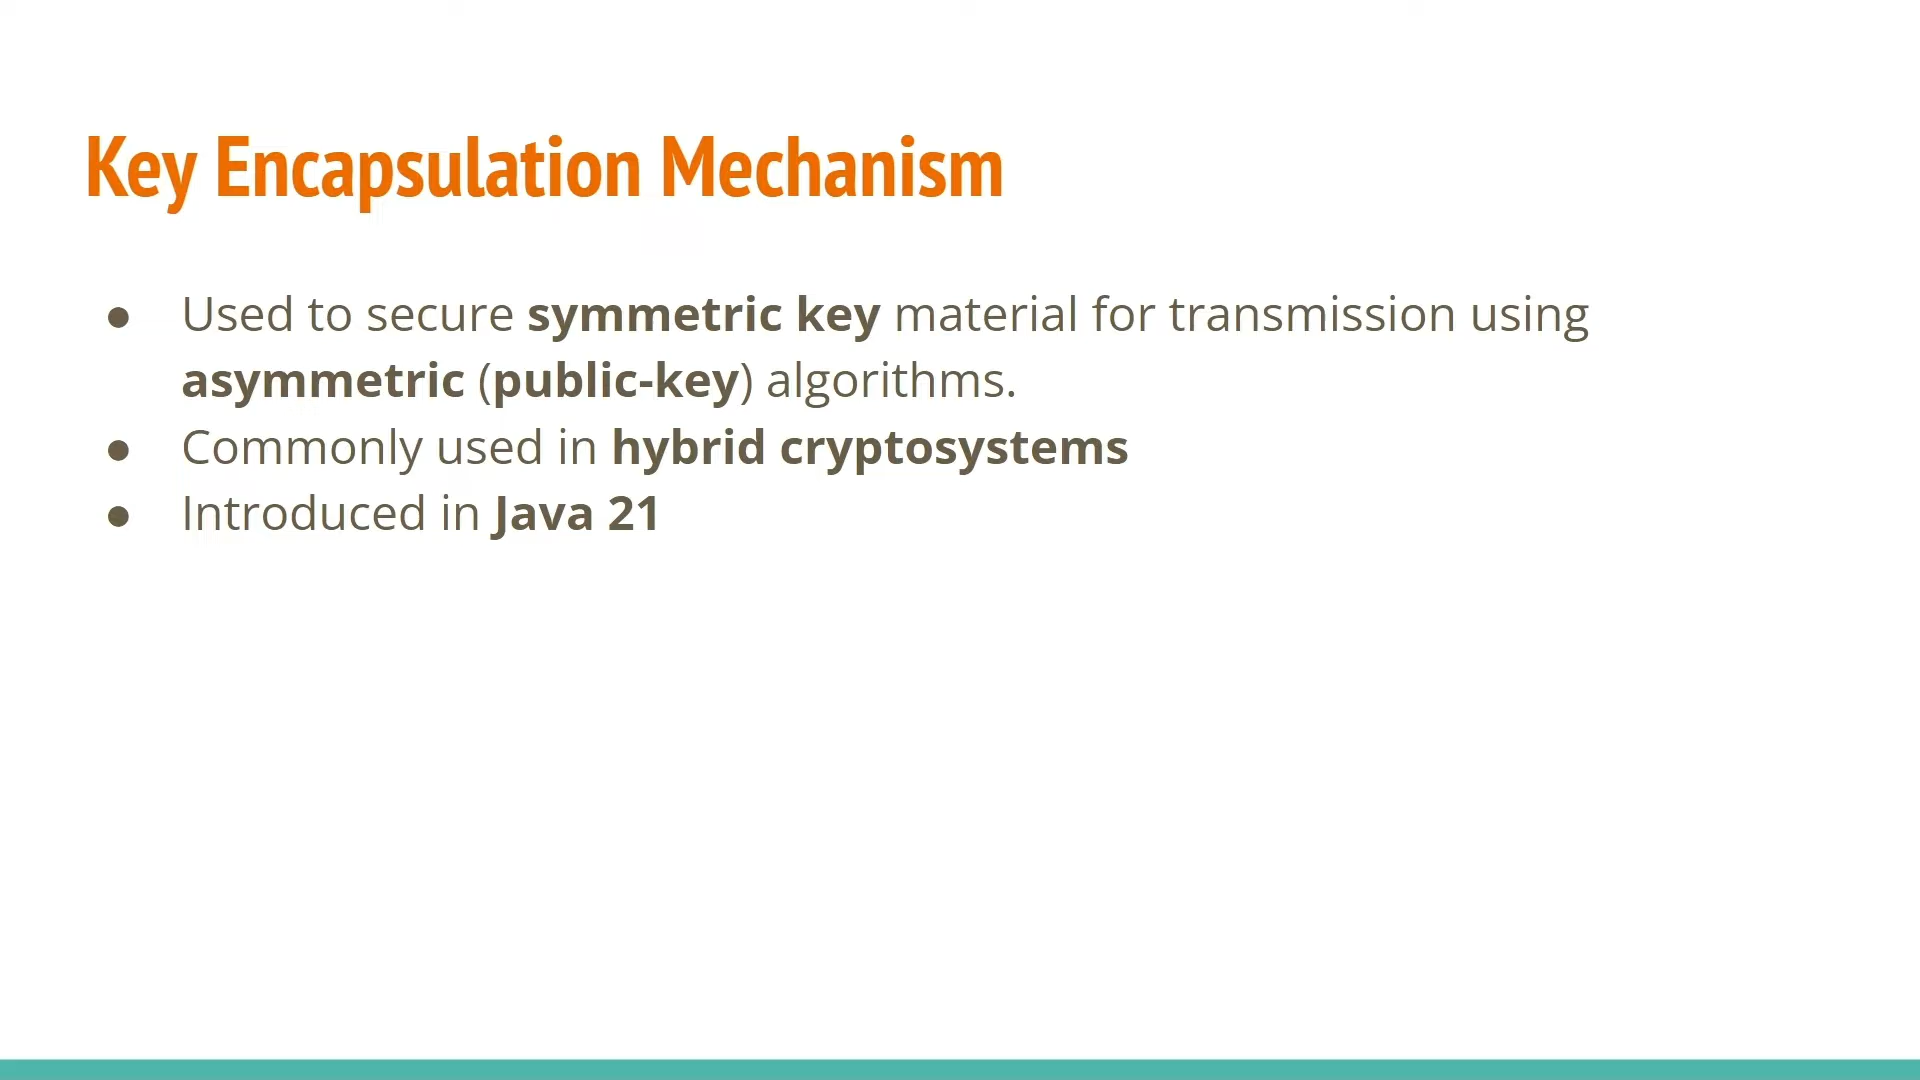 Key Encapsulation Mechanism
● Used to secure symmetric key material for transmission using
asymmetric (public-key) algorithms.
● Commonly used in hybrid cryptosystems
● Introduced in Java 21